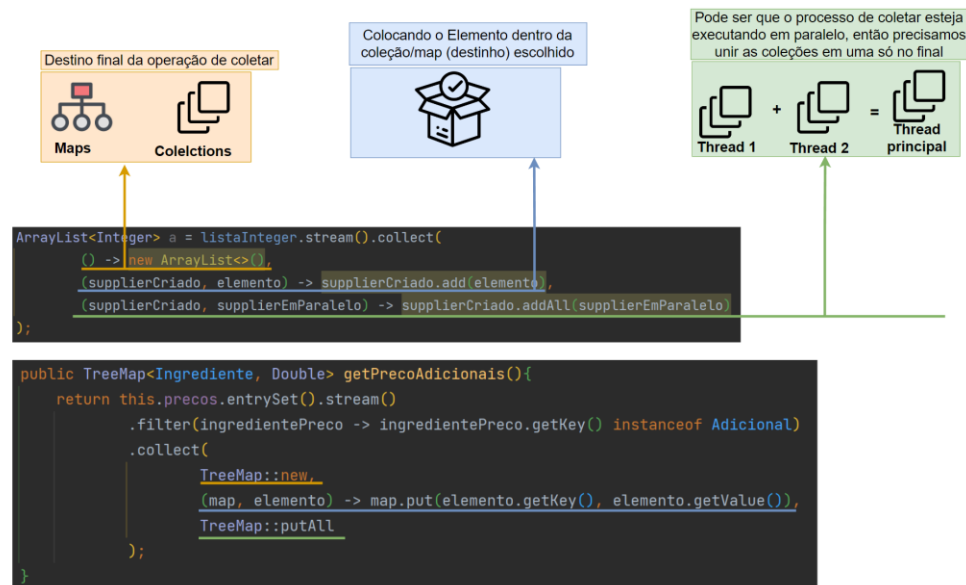 Destino final da operação de coletar
Maps
Colelctions
Colocando o Elemento dentro da
coleção/map (destinho) escolhido
Pode ser que o processo de coletar esteja
executando em paralelo, então precisamos
unir as coleções em uma só no final
+
=
Thread 1
Thread 2
Thread
principal
ArrayList<Integer> a = listaInteger.stream().collect(
() -> new ArrayList<>(),
(supplierCriado, elemento) -> supplierCriado.add(elemento),
(supplierCriado, supplierEmParalelo) -> supplierCriado.addAll(supplierEmParalelo)
);
public TreeMap<Ingrediente, Double> getPrecoAdicionais(){
return this.precos.entrySet().stream()
.filter(ingredientePreco -> ingredientePreco.getKey() instanceof Adicional)
.collect(
TreeMap::new,
(map, elemento) -> map.put(elemento.getKey(), elemento.getValue()),
TreeMap::putAll
);
}